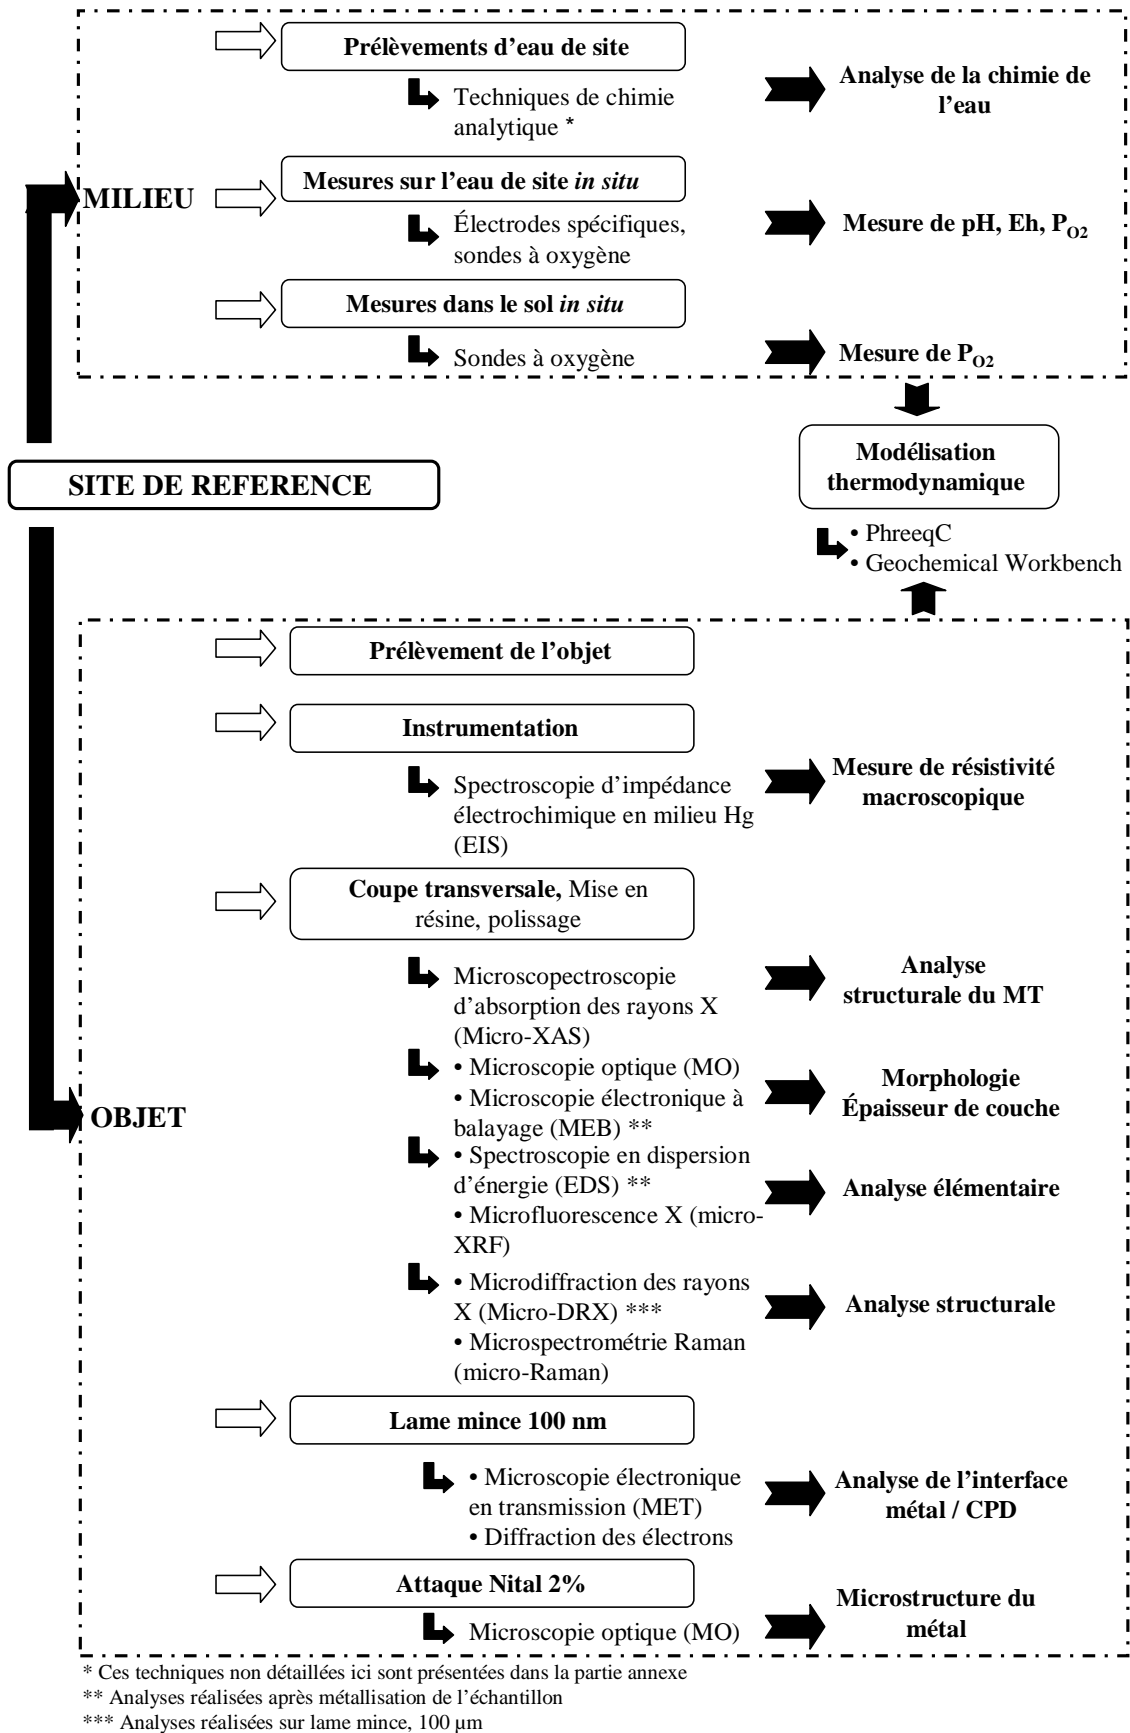 Prélèvements d’eau de site
Techniques de chimie
analytique *
Analyse de la chimie de
l’eau
MILIEU
Mesures sur l’eau de site in situ
Électrodes spécifiques,
sondes à oxygène
Mesure de pH, Eh, PO2
Mesures dans le sol in situ
Sondes à oxygène
Mesure de PO2
SITE DE REFERENCE
Modélisation
thermodynamique
• PhreeqC
• Geochemical Workbench
Prélèvement de l’objet
Instrumentation
Spectroscopie d’impédance
électrochimique en milieu Hg
(EIS)
Mesure de résistivité
macroscopique
Coupe transversale, Mise en
résine, polissage
Microscopectroscopie
d’absorption des rayons X
(Micro-XAS)
Analyse
structurale du MT
• Microscopie optique (MO)
• Microscopie électronique à
balayage (MEB) **
Morphologie
Épaisseur de couche
OBJET
• Spectroscopie en dispersion
d’énergie (EDS) **
• Microfluorescence X (micro-
XRF)
Analyse élémentaire
• Microdiffraction des rayons
X (Micro-DRX) ***
• Microspectrométrie Raman
(micro-Raman)
Analyse structurale
Lame mince 100 nm
• Microscopie électronique
en transmission (MET)
• Diffraction des électrons
Analyse de l’interface
métal / CPD
Attaque Nital 2%
Microscopie optique (MO)
Microstructure du
métal
* Ces techniques non détaillées ici sont présentées dans la partie annexe
** Analyses réalisées après métallisation de l’échantillon
*** Analyses réalisées sur lame mince, 100 µm